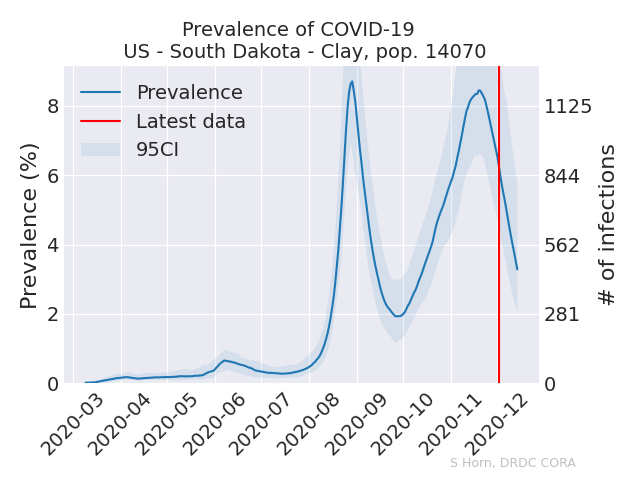 Prevalence of COVID-19
US - South Dakota - Clay, pop. 14070
Prevalence
Latest data
95CI
Prevalence (%)
8
6
4
2
0
1125
844
562
281
0
# of infections
2020-03
2020-04
2020-05
2020-06
2020-07
2020-08
2020-09
2020-10
2020-11
2020-12
S Horn, DRDC CORA